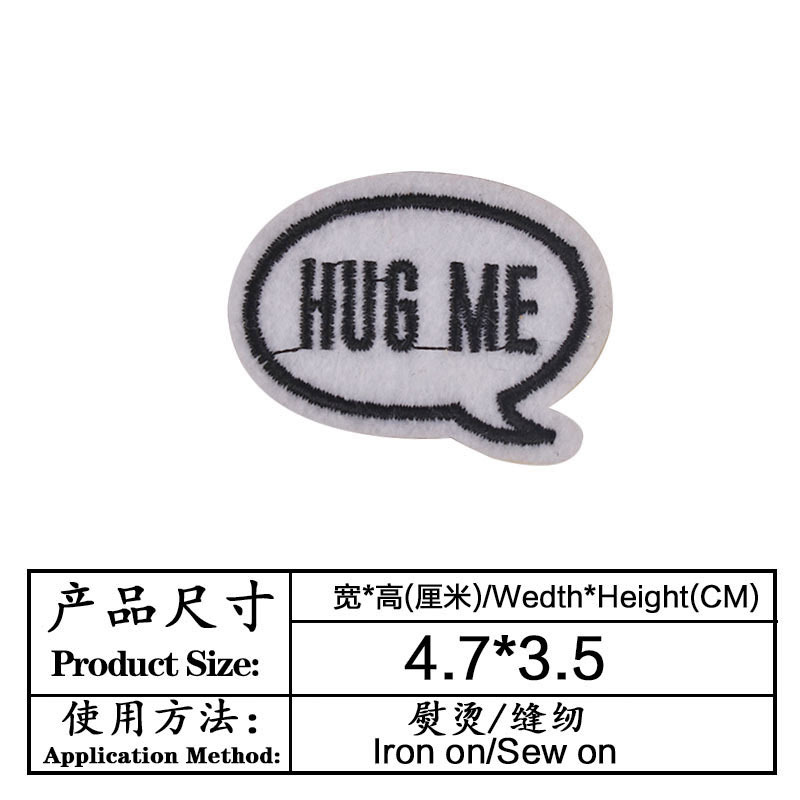 HUG ME
产品尺寸
Product Size:
宽*高(厘米)/Wedth*Height(CM)
4.7*3.5
使用方法:
Application Method:
熨烫/缝纫
Iron on/Sew on